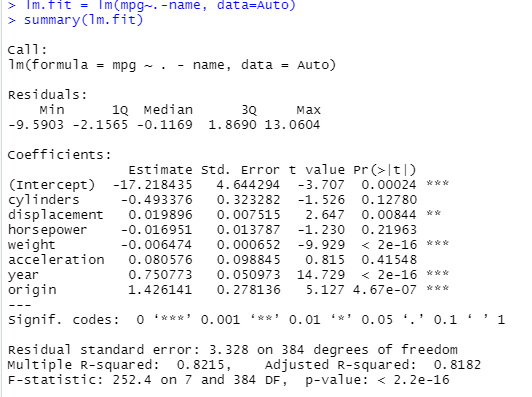 > lm.fit = lm(mpg~.-name, data=Auto)
> summary(lm.fit)
Call:
lm(formula = mpg ~ . - name, data = Auto)
Residuals:
    Min      1Q  Median      3Q     Max
-9.5903 -2.1565 -0.1169  1.8690 13.0604
Coefficients:
               Estimate Std. Error t value Pr(>|t|)
(Intercept)  -17.218435   4.644294  -3.707  0.00024 ***
cylinders     -0.493376   0.323282  -1.526  0.12780
displacement   0.019896   0.007515   2.647  0.00844 **
horsepower    -0.016951   0.013787  -1.230  0.21963
weight        -0.006474   0.000652  -9.929  < 2e-16 ***
acceleration   0.080576   0.098845   0.815  0.41548
year           0.750773   0.050973  14.729  < 2e-16 ***
origin         1.426141   0.278136   5.127 4.67e-07 ***
---
Signif. codes:  0 ‘***’ 0.001 ‘**’ 0.01 ‘*’ 0.05 ‘.’ 0.1 ‘ ’ 1
Residual standard error: 3.328 on 384 degrees of freedom
Multiple R-squared:  0.8215,    Adjusted R-squared:  0.8182
F-statistic: 252.4 on 7 and 384 DF,  p-value: < 2.2e-16